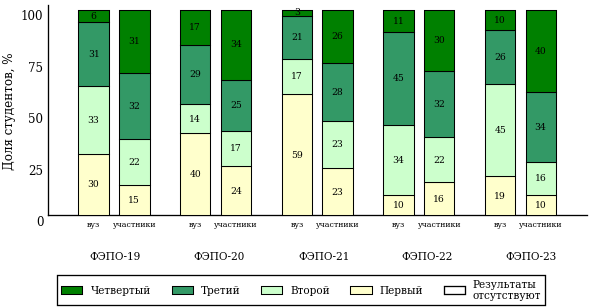 Доля студентов, %
100
75
50
25
0
6 31 33 30
31 32 22 15
17 29 14 40
34 25 17 24
3 21 17 59
26 28 23 23
11 45 34 10
30 32 22 16
10 26 45 19
40 34 16 10
вуз участники вуз участники вуз участники вуз участники вуз участники
ФЭПО-19 ФЭПО-20 ФЭПО-21 ФЭПО-22 ФЭПО-23
Четвертый Третий Второй Первый Результаты
отсутствуют